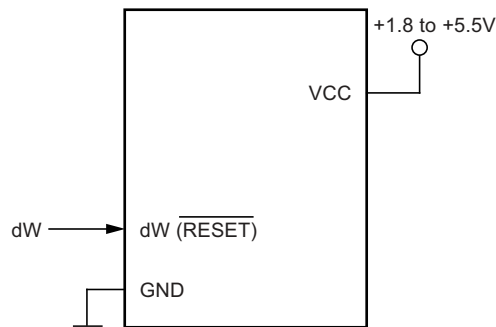 +1.8 to +5.5V
VCC
dW
dW (RESET)
GND